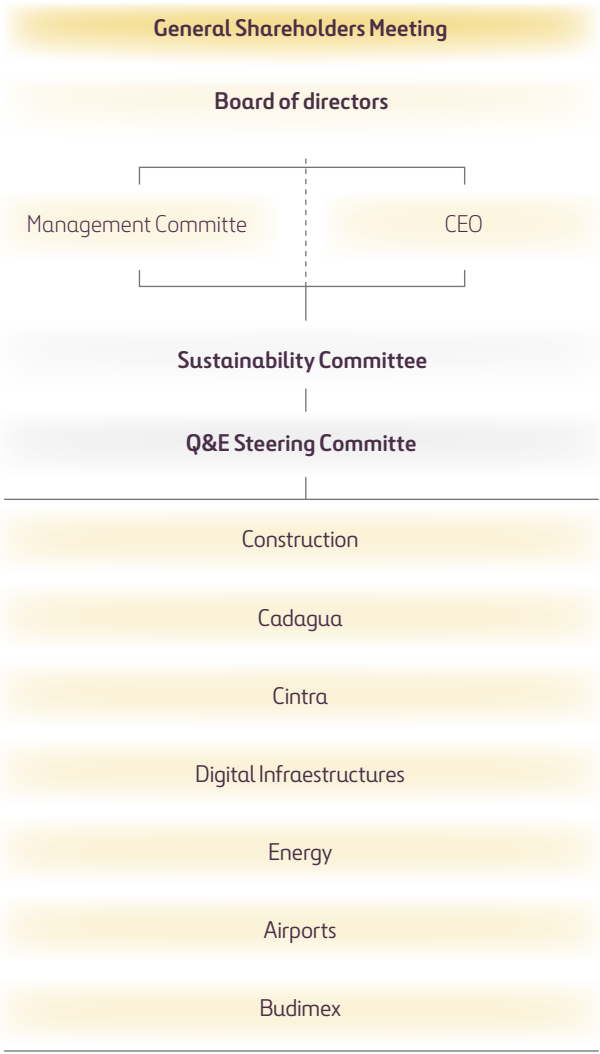 General Shareholders Meeting
Board of directors
Management Committe
CEO
Sustainability Committee
Q&E Steering Committe
Construction
Cadagua
Cintra
Digital Infraestructures
Energy
Airports
Budimex